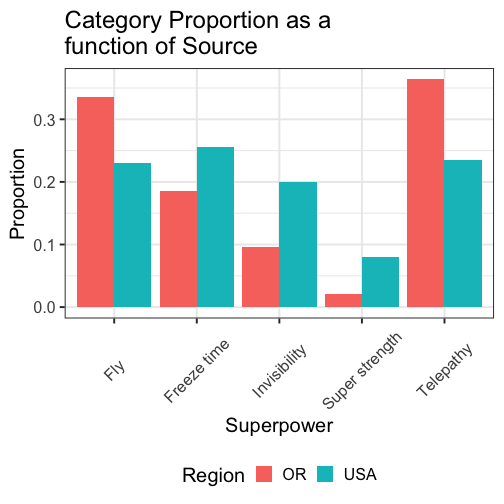 Category Proportion as a
function of Source
Proportion
0.3
0.2
0.1
0.0
Fly
Freeze time
Invisibility
Super strength
Telepathy
Superpower
Region OR USA